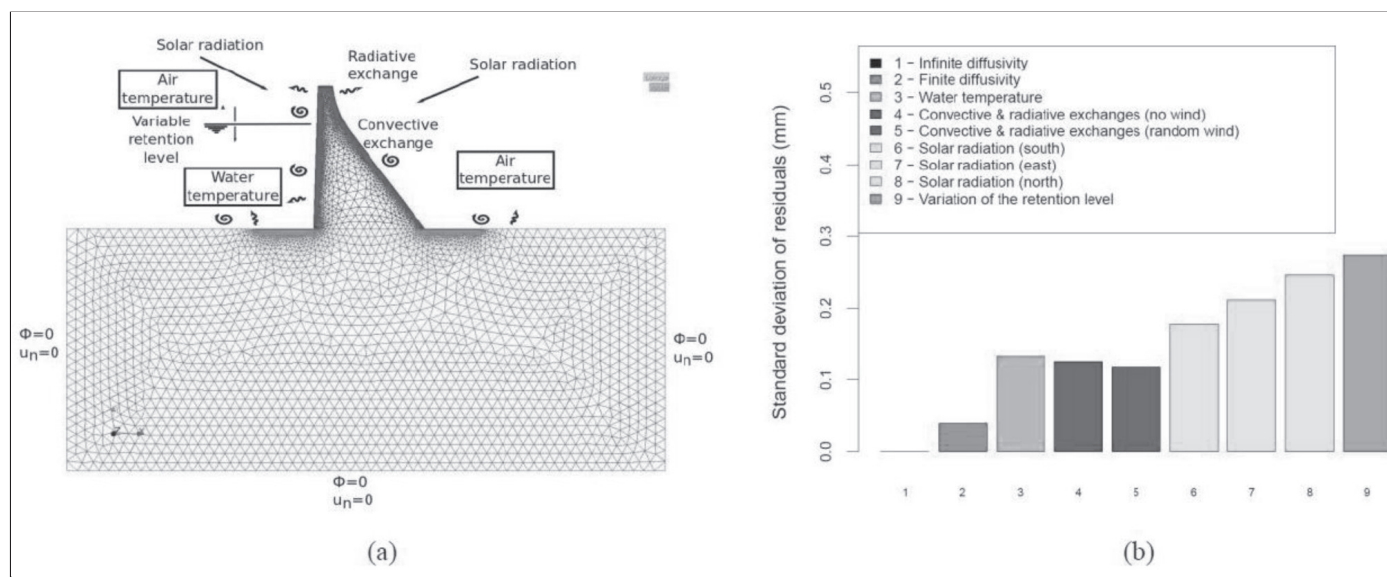 Solar radiation
Air
temperature
Variable
retention
level
Radiative
exchange
Solar radiation
Convective
exchange
Water
temperature
Air
temperature
Φ=0
uₙ=0
Φ=0
uₙ=0
Φ=0
uₙ=0
(a)
Standard deviation of residuals (mm)
0.0
0.1
0.2
0.3
0.4
0.5
1 – Infinite diffusivity
2 – Finite diffusivity
3 – Water temperature
4 – Convective & radiative exchanges (no wind)
5 – Convective & radiative exchanges (random wind)
6 – Solar radiation (south)
7 – Solar radiation (east)
8 – Solar radiation (north)
9 – Variation of the retention level
1 2 3 4 5 6 7 8 9
(b)